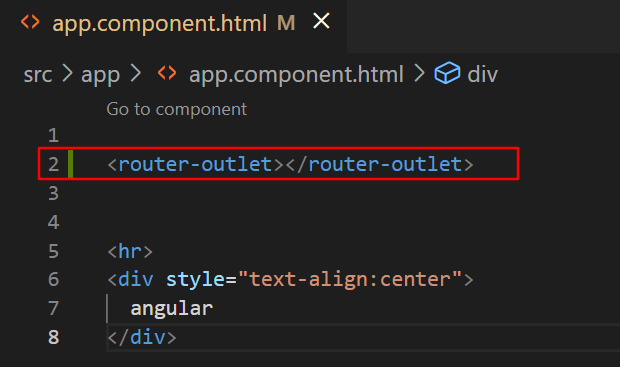 <> app.component.html M ×
src > app > <> app.component.html > div
Go to component
1
2 <router-outlet></router-outlet>
3
4
5 <hr>
6 <div style="text-align:center">
7 angular
8 </div>